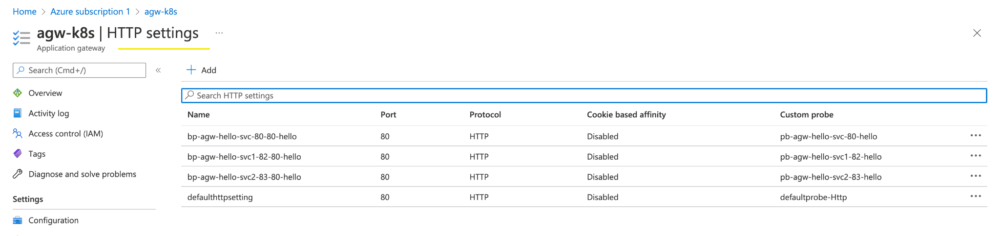 Home > Azure subscription 1 > agw-k8s
agw-k8s | HTTP settings ...
Application gateway
Search (Cmd+/)
«
Add
Search HTTP settings
Overview
Activity log
Access control (IAM)
Tags
Diagnose and solve problems
Settings
Configuration
Name Port Protocol Cookie based affinity Custom probe
bp-agw-hello-svc-80-80-hello 80 HTTP Disabled pb-agw-hello-svc-80-hello
bp-agw-hello-svc1-82-80-hello 80 HTTP Disabled pb-agw-hello-svc1-82-hello
bp-agw-hello-svc2-83-80-hello 80 HTTP Disabled pb-agw-hello-svc2-83-hello
defaulthttpsetting 80 HTTP Disabled defaultprobe-Http